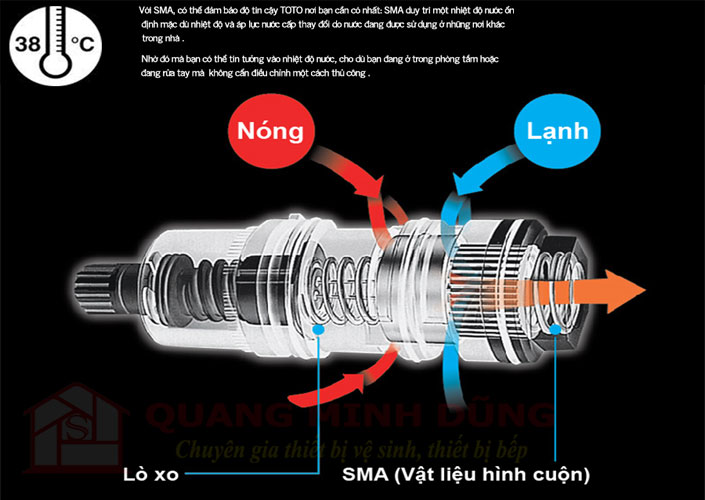 Với SMA, có thể đảm bảo độ tin cậy TOTO nơi bạn cần có nhất: SMA duy trì một nhiệt độ nước ổn
định mặc dù nhiệt độ và áp lực nước cấp thay đổi do nước đang được sử dụng ở những nơi khác
trong nhà .
Nhờ đó mà bạn có thể tin tưởng vào nhiệt độ nước, cho dù bạn đang ở trong phòng tắm hoặc
đang rửa tay mà không cần điều chỉnh một cách thủ công .
38 °C
Nóng
Lạnh
S
QUANG MINH DŨNG
Chuyên gia thiết bị vệ sinh, thiết bị bếp
Lò xo
SMA (Vật liệu hình cuộn)